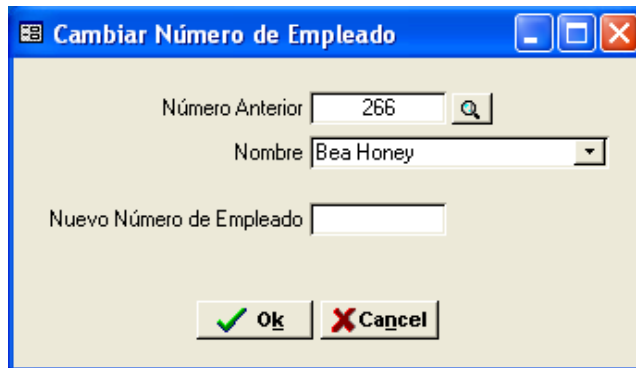 Cambiar Número de Empleado
Número Anterior 266
Nombre Bea Honey
Nuevo Número de Empleado
Ok Cancel